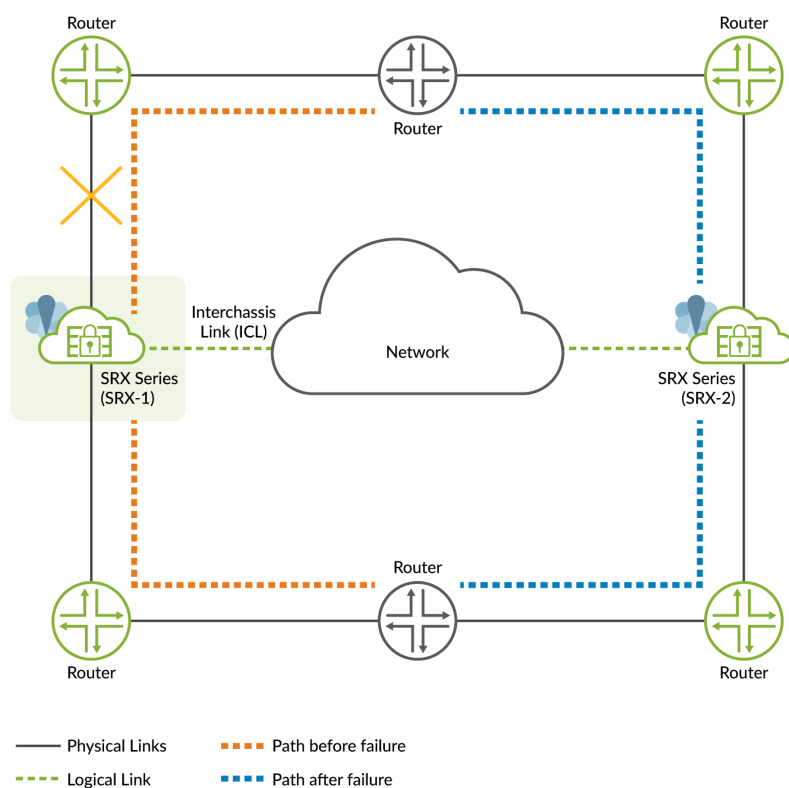 Router
Router
Router
Interchassis
Link (ICL)
Network
SRX Series
(SRX-1)
SRX Series
(SRX-2)
Router
Router
Router
Physical Links
Path before failure
Logical Link
Path after failure